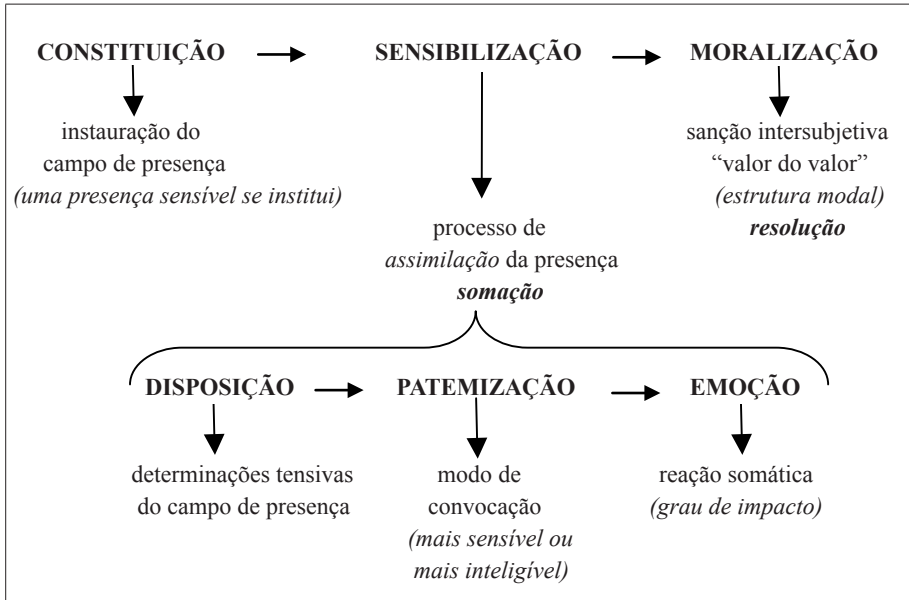 CONSTITUIÇÃO SENSIBILIZAÇÃO MORALIZAÇÃO
instauração do
campo de presença
(uma presença sensível se institui)
sanção intersubjetiva
“valor do valor”
(estrutura modal)
resolução
processo de
assimilação da presença
somação
DISPOSIÇÃO PATEMIZAÇÃO EMOÇÃO
determinações tensivas
do campo de presença
modo de
convocação
(mais sensível ou
mais inteligível)
reação somática
(grau de impacto)